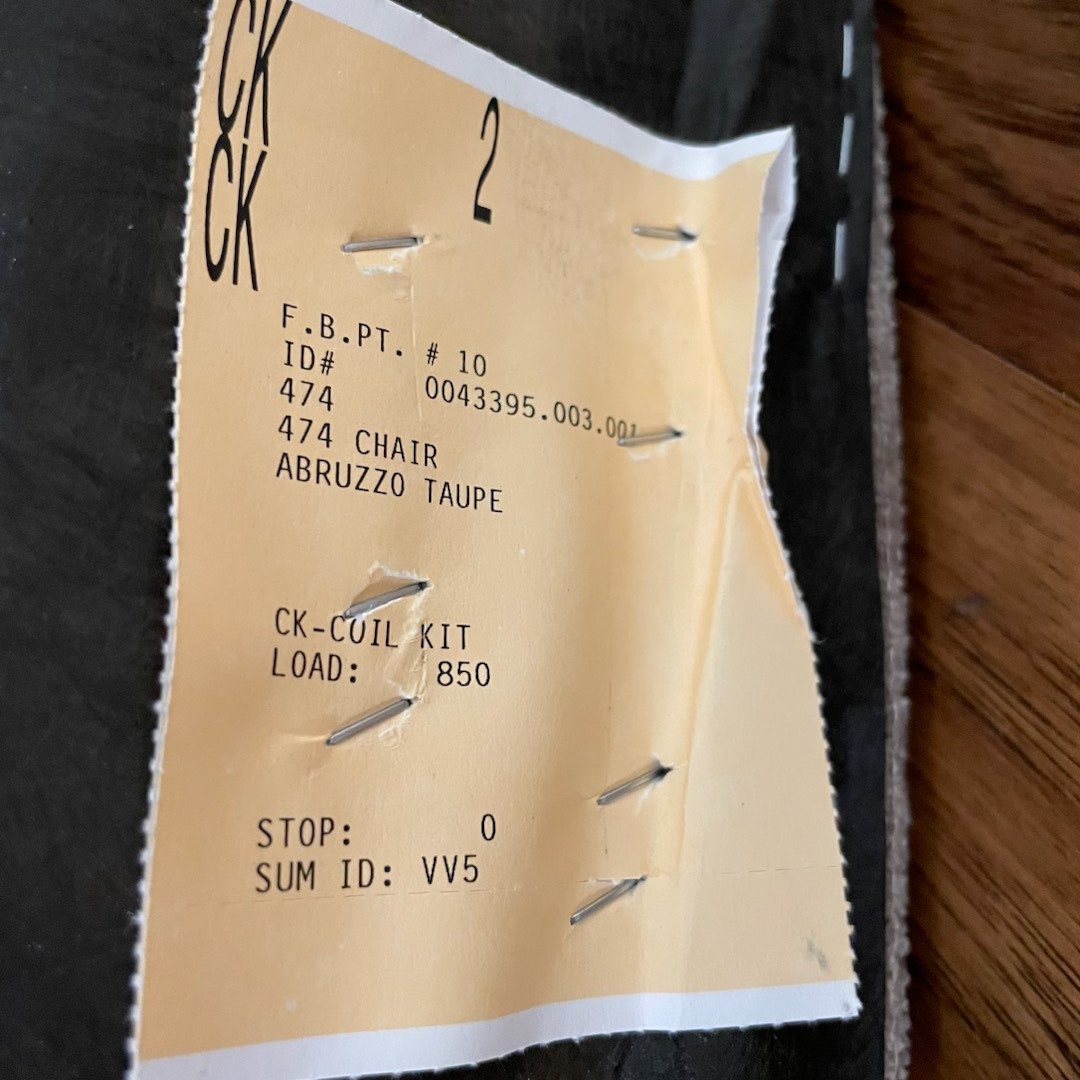 CK
CK
2
F.B.PT. # 10
ID# 0043395.003.001
474
474 CHAIR
ABRUZZO TAUPE
CK-COIL KIT
LOAD: 850
STOP: 0
SUM ID: VV5